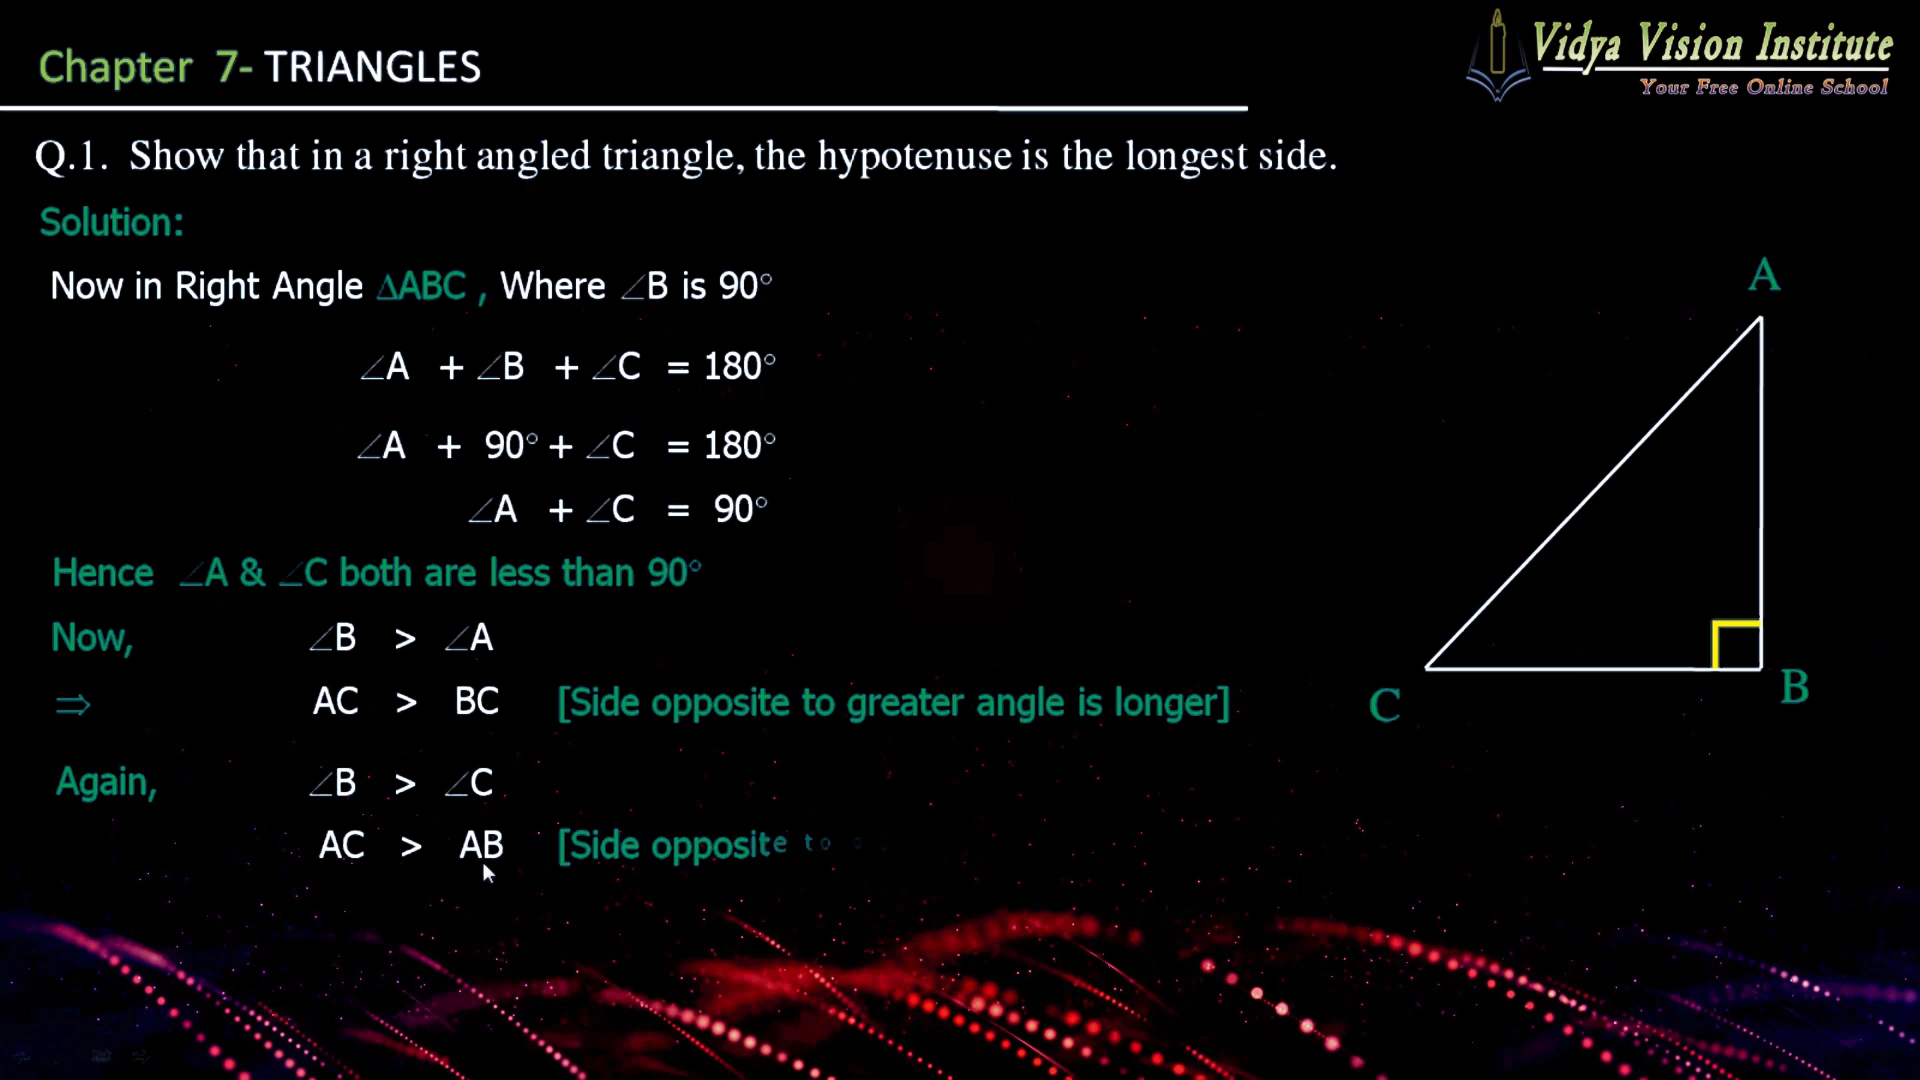 Chapter 7- TRIANGLES
Vidya Vision Institute
Your Free Online School
Q.1. Show that in a right angled triangle, the hypotenuse is the longest side.
Solution:
Now in Right Angle ∆ABC , Where ∠B is 90°
∠A + ∠B + ∠C = 180°
∠A + 90° + ∠C = 180°
∠A + ∠C = 90°
Hence ∠A & ∠C both are less than 90°
Now, ∠B > ∠A
⇒ AC > BC [Side opposite to greater angle is longer]
Again, ∠B > ∠C
AC > AB [Side opposite to
A
C
B